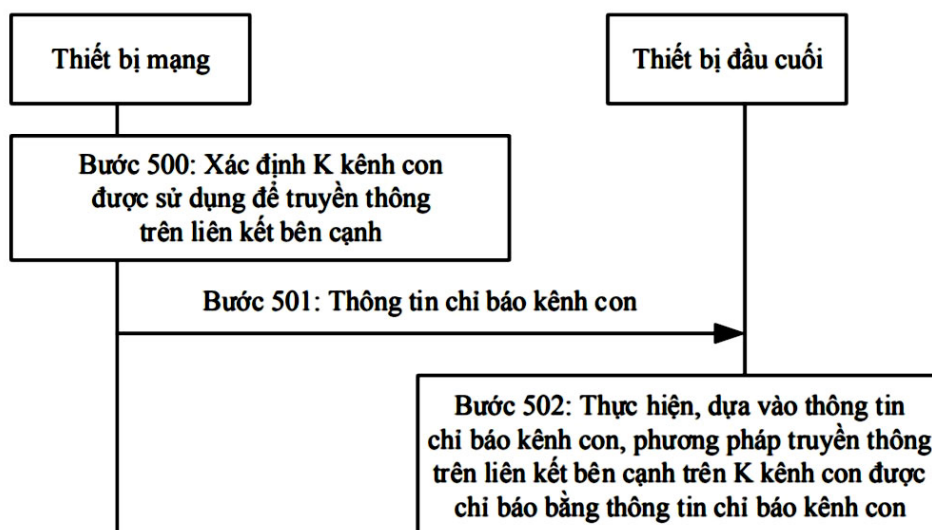 Thiết bị mạng
Thiết bị đầu cuối
Bước 500: Xác định K kênh con
được sử dụng để truyền thông
trên liên kết bên cạnh
Bước 501: Thông tin chỉ báo kênh con
Bước 502: Thực hiện, dựa vào thông tin
chỉ báo kênh con, phương pháp truyền thông
trên liên kết bên cạnh trên K kênh con được
chỉ báo bằng thông tin chỉ báo kênh con